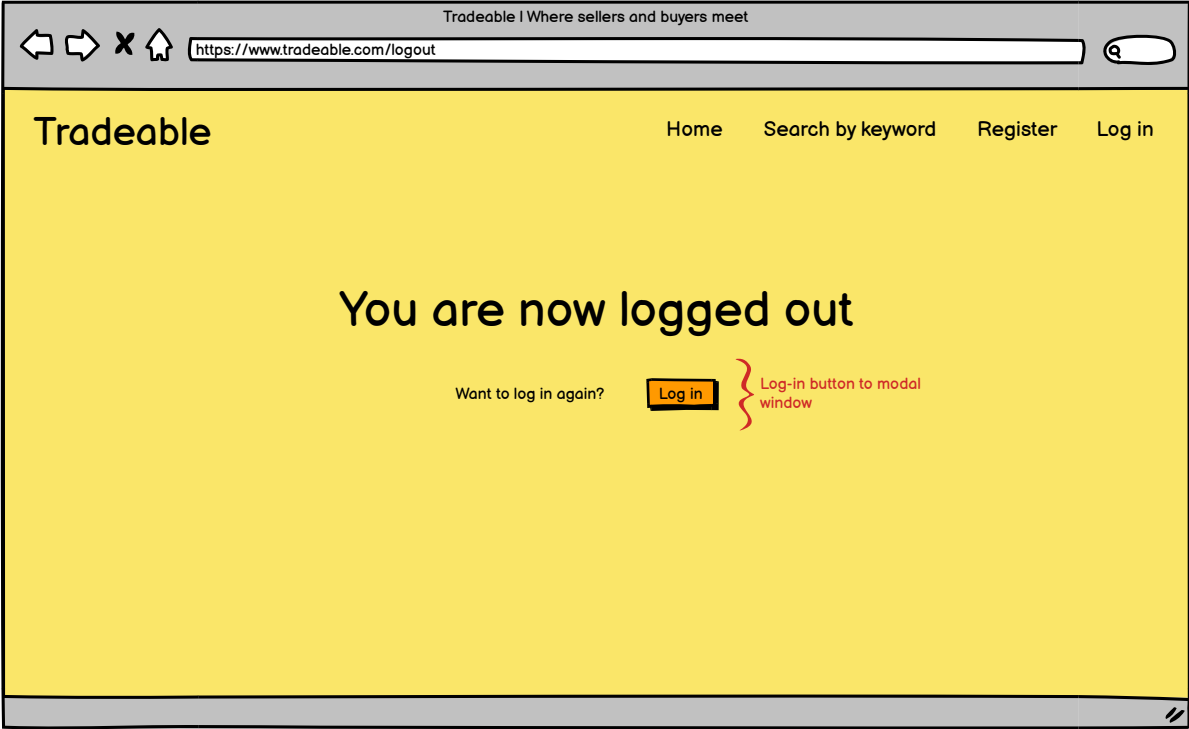 Tradeable | Where sellers and buyers meet
https://www.tradeable.com/logout
Tradeable
Home Search by keyword Register Log in
You are now logged out
Want to log in again? Log in
Log-in button to modal
window